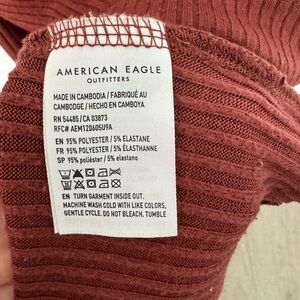 AMERICAN EAGLE
OUTFITTERS
MADE IN CAMBODIA / FABRIQUÉ AU
CAMBODGE / HECHO EN CAMBOYA
RN 54485/CA 03873
RFC# AEM120605U9A
EN 95% POLYESTER / 5% ELASTANE
FR 95% POLYESTER / 5% ÉLASTHANNE
SP 95% poliéster / 5% elastano
EN TURN GARMENT INSIDE OUT.
MACHINE WASH COLD WITH LIKE COLORS,
GENTLE CYCLE. DO NOT BLEACH. TUMBLE